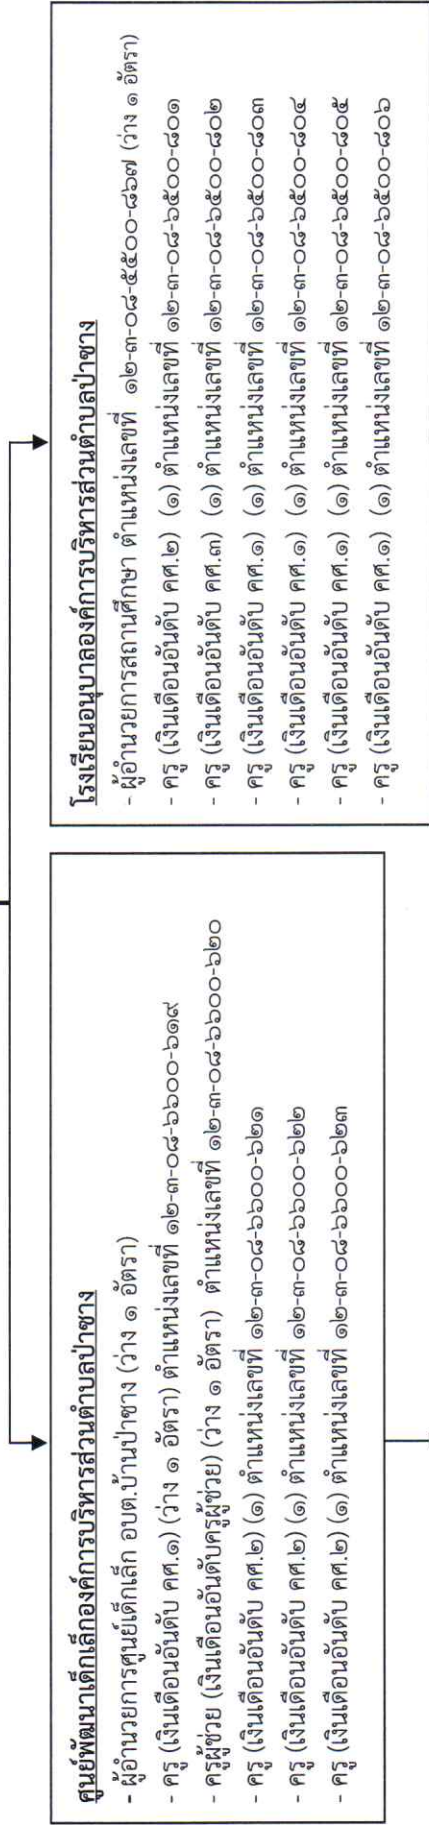 ศูนย์พัฒนาเด็กเล็กองค์การบริหารส่วนตำบลป่าซาง
- ผู้อำนวยการศูนย์เด็กเล็ก อบต.บ้านป่าซาง (ว่าง ๑ อัตรา)
- ครู (เงินเดือนอันดับ คศ.๑) (ว่าง ๑ อัตรา) ตำแหน่งเลขที่ ๑๒-๓-๐๘-๖๖๐๐-๖๑๙
- ครูผู้ช่วย (เงินเดือนอันดับครูผู้ช่วย) (ว่าง ๑ อัตรา) ตำแหน่งเลขที่ ๑๒-๓-๐๘-๖๖๐๐-๖๒๐
- ครู (เงินเดือนอันดับ คศ.๒) (๑) ตำแหน่งเลขที่ ๑๒-๓-๐๘-๖๖๐๐-๖๒๑
- ครู (เงินเดือนอันดับ คศ.๒) (๑) ตำแหน่งเลขที่ ๑๒-๓-๐๘-๖๖๐๐-๖๒๒
- ครู (เงินเดือนอันดับ คศ.๒) (๑) ตำแหน่งเลขที่ ๑๒-๓-๐๘-๖๖๐๐-๖๒๓
โรงเรียนอนุบาลองค์การบริหารส่วนตำบลป่าซาง
- ผู้อำนวยการสถานศึกษา ตำแหน่งเลขที่ ๑๒-๓-๐๘-๕๕๐๐-๘๖๗ (ว่าง ๑ อัตรา)
- ครู (เงินเดือนอันดับ คศ.๒) (๑) ตำแหน่งเลขที่ ๑๒-๓-๐๘-๖๕๐๐-๘๐๑
- ครู (เงินเดือนอันดับ คศ.๓) (๑) ตำแหน่งเลขที่ ๑๒-๓-๐๘-๖๕๐๐-๘๐๒
- ครู (เงินเดือนอันดับ คศ.๑) (๑) ตำแหน่งเลขที่ ๑๒-๓-๐๘-๖๕๐๐-๘๐๓
- ครู (เงินเดือนอันดับ คศ.๑) (๑) ตำแหน่งเลขที่ ๑๒-๓-๐๘-๖๕๐๐-๘๐๔
- ครู (เงินเดือนอันดับ คศ.๑) (๑) ตำแหน่งเลขที่ ๑๒-๓-๐๘-๖๕๐๐-๘๐๕
- ครู (เงินเดือนอันดับ คศ.๑) (๑) ตำแหน่งเลขที่ ๑๒-๓-๐๘-๖๕๐๐-๘๐๖